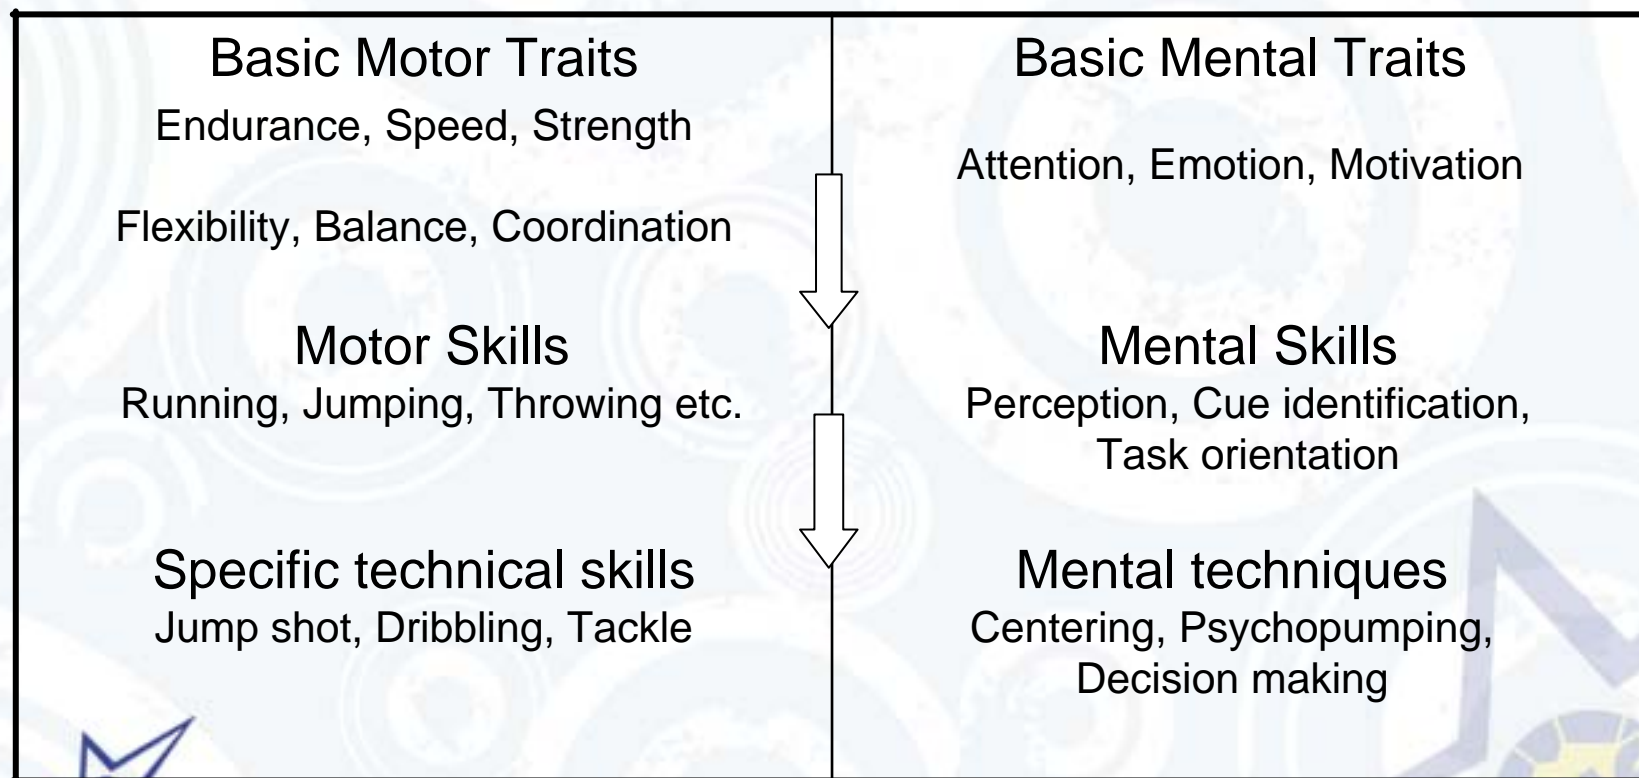 Basic Motor Traits
Endurance, Speed, Strength
Flexibility, Balance, Coordination
Motor Skills
Running, Jumping, Throwing etc.
Specific technical skills
Jump shot, Dribbling, Tackle
Basic Mental Traits
Attention, Emotion, Motivation
Mental Skills
Perception, Cue identification,
Task orientation
Mental techniques
Centering, Psychopumping,
Decision making